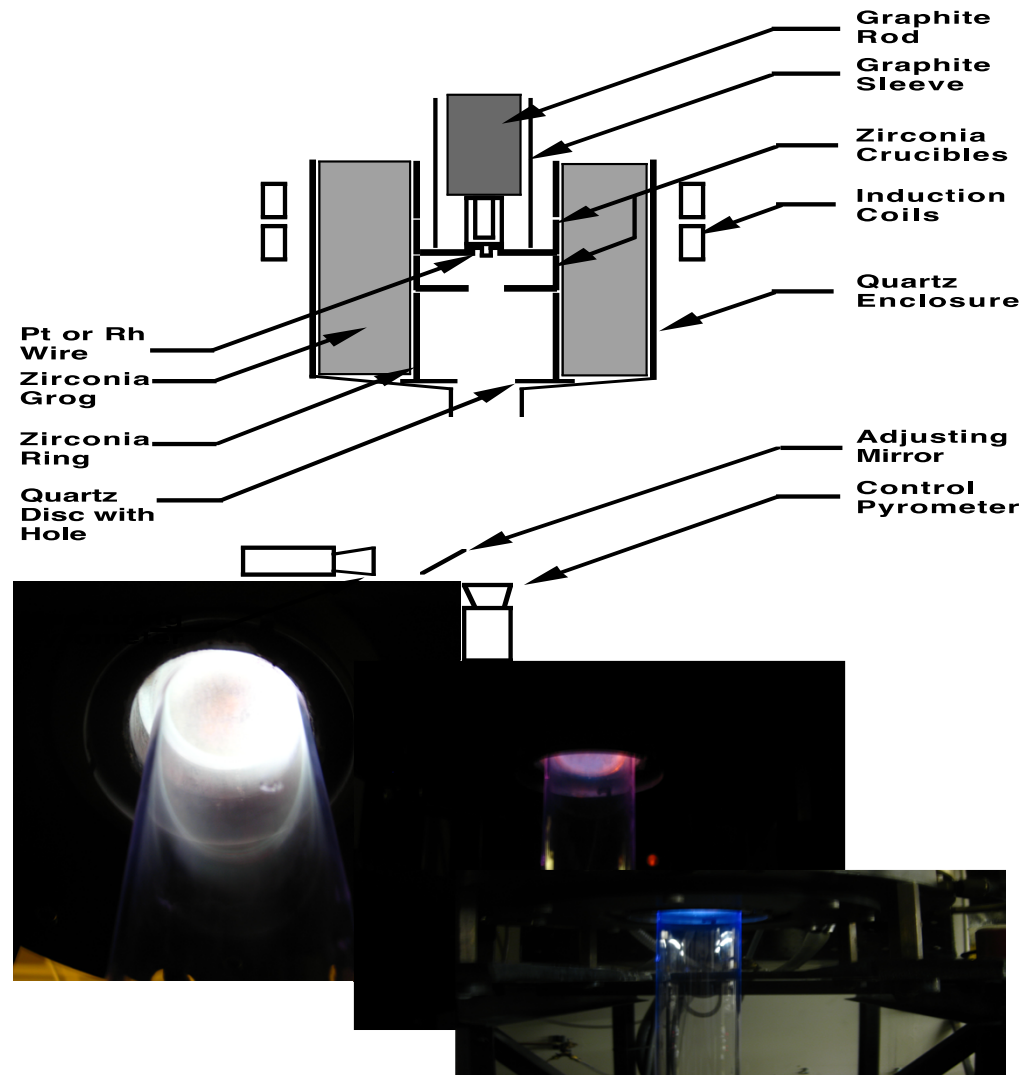 Graphite
Rod
Graphite
Sleeve
Zirconia
Crucibles
Induction
Coils
Quartz
Enclosure
Pt or Rh
Wire
Zirconia
Grog
Zirconia
Ring
Quartz
Disc with
Hole
Adjusting
Mirror
Control
Pyrometer